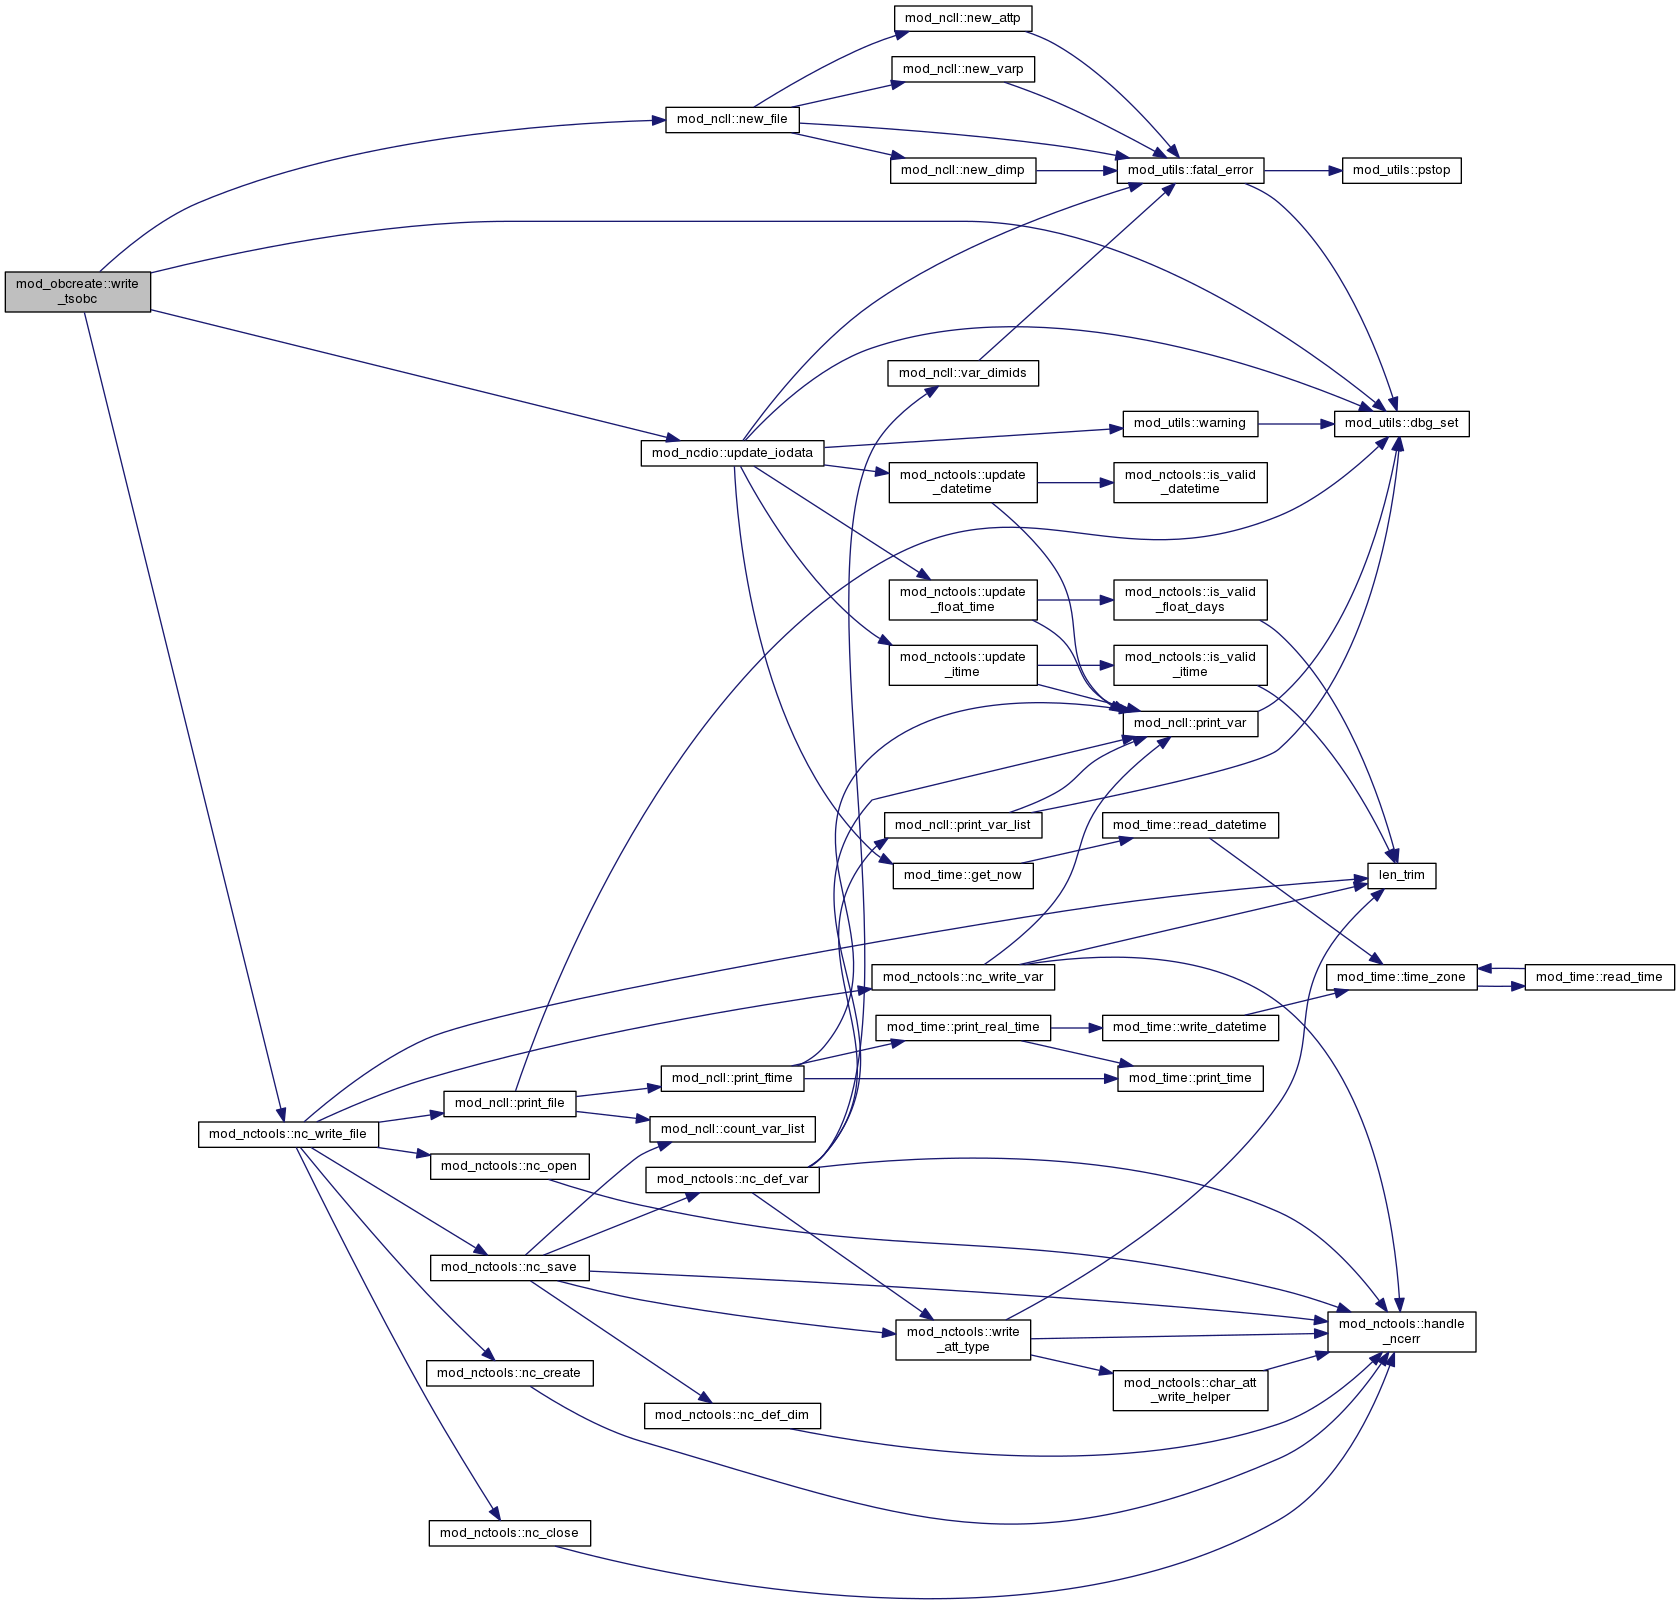 mod_ncll::new_attp
mod_ncll::new_varp
mod_ncll::new_file
mod_ncll::new_dimp
mod_utils::fatal_error
mod_utils::pstop
mod_obcreate::write
_tsobc
mod_ncll::var_dimids
mod_utils::warning
mod_utils::dbg_set
mod_ncdio::update_iodata
mod_nctools::update
_datetime
mod_nctools::is_valid
_datetime
mod_nctools::update
_float_time
mod_nctools::is_valid
_float_days
mod_nctools::update
_itime
mod_nctools::is_valid
_itime
mod_ncll::print_var
mod_ncll::print_var_list
mod_time::read_datetime
mod_time::get_now
len_trim
mod_nctools::nc_write_var
mod_time::time_zone
mod_time::read_time
mod_time::print_real_time
mod_time::write_datetime
mod_ncll::print_ftime
mod_time::print_time
mod_ncll::print_file
mod_nctools::nc_write_file
mod_ncll::count_var_list
mod_nctools::nc_open
mod_nctools::nc_def_var
mod_nctools::nc_save
mod_nctools::write
_att_type
mod_nctools::handle
_ncerr
mod_nctools::nc_create
mod_nctools::char_att
_write_helper
mod_nctools::nc_def_dim
mod_nctools::nc_close